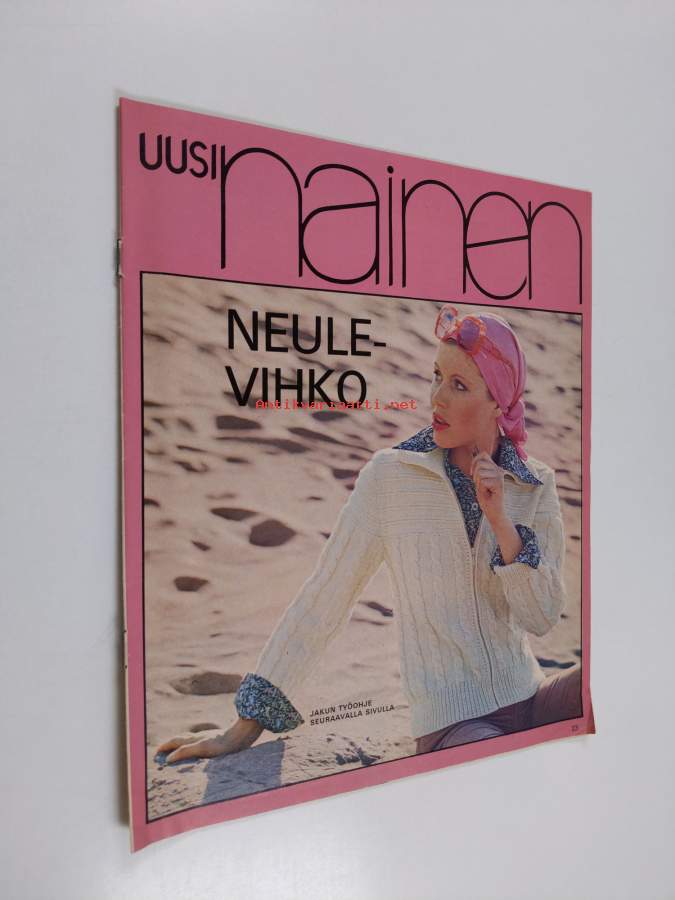 UUSI nainen
NEULE-
VIHKO
Antikvariaatti.net
JAKUN TYÖOHJE
SEURAAVALLA SIVULLA